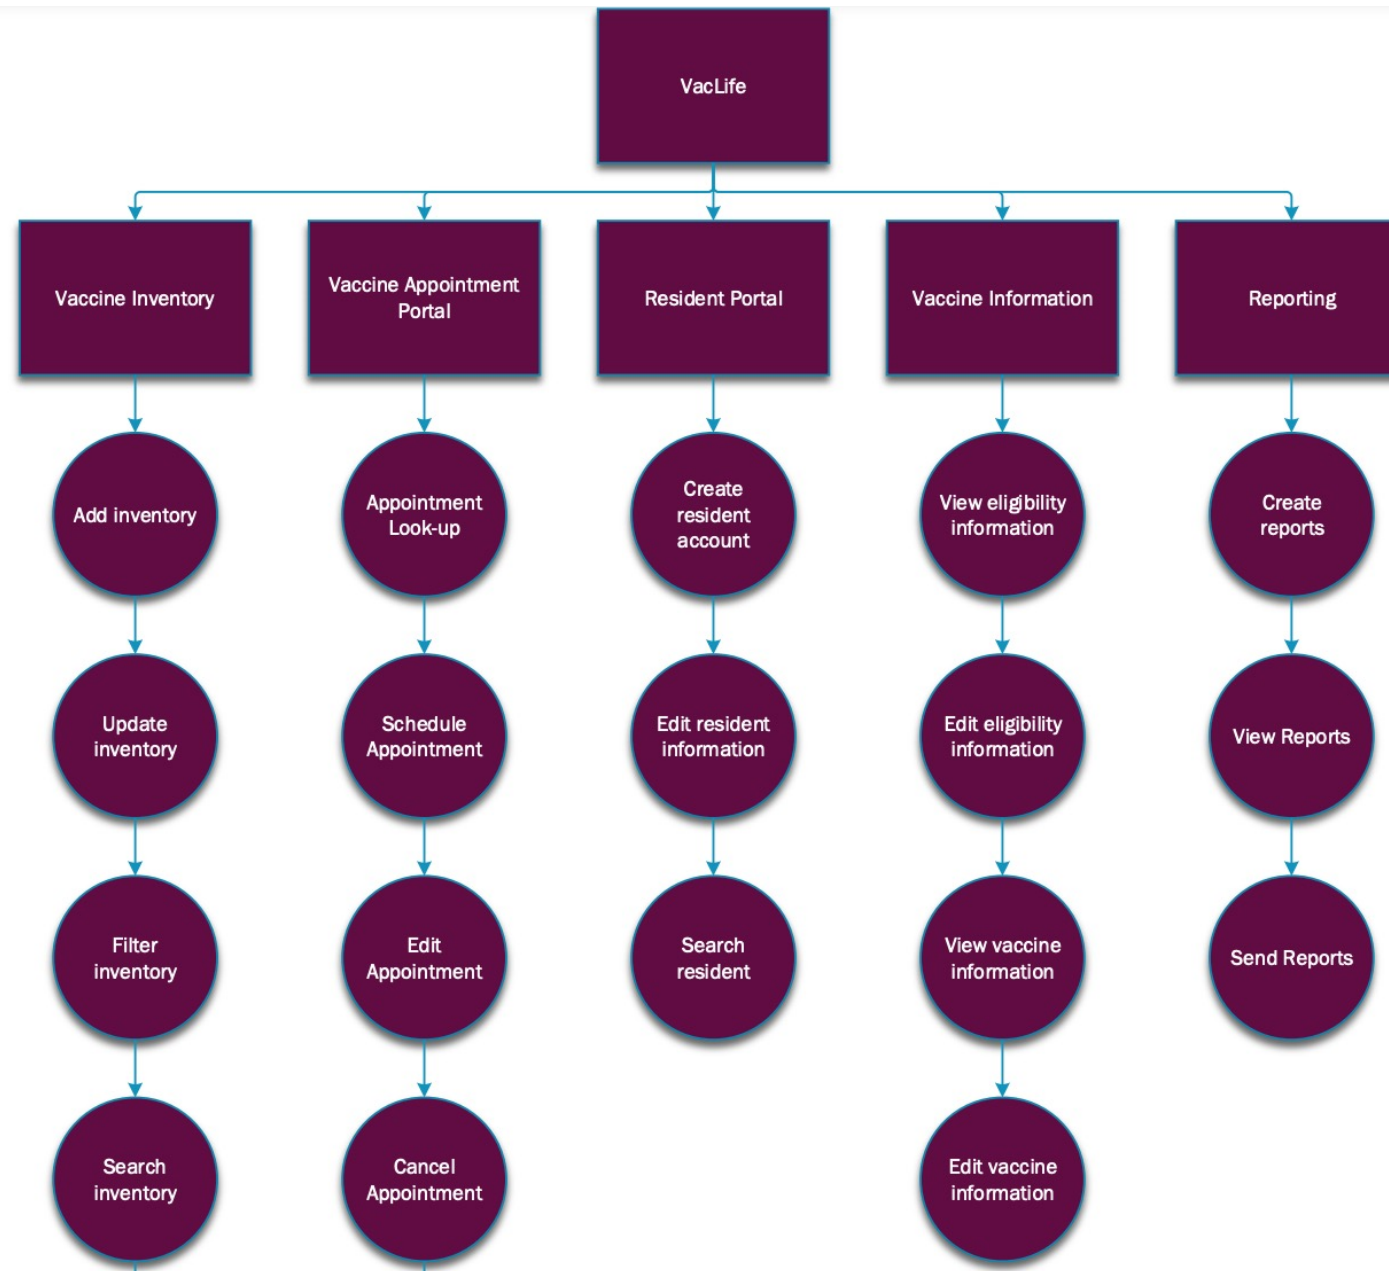 VacLife
Vaccine Inventory
Vaccine Appointment
Portal
Resident Portal
Vaccine Information
Reporting
Add inventory
Appointment
Look-up
Create
resident
account
View eligibility
information
Create
reports
Update
inventory
Schedule
Appointment
Edit resident
information
Edit eligibility
information
View Reports
Filter
inventory
Edit
Appointment
Search
resident
View vaccine
information
Send Reports
Search
inventory
Cancel
Appointment
Edit vaccine
information